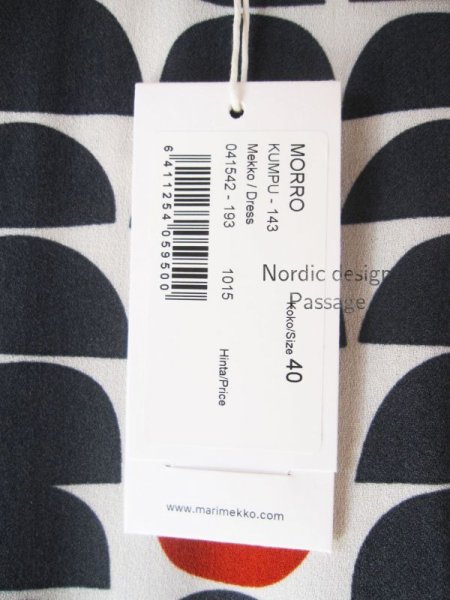 MORRO
KUMPU - 143
Mekko / Dress
041542 - 193 1015
6 411254 059500
Koko/Size 40
Hinta/Price
Nordic design
Passage
www.marimekko.com